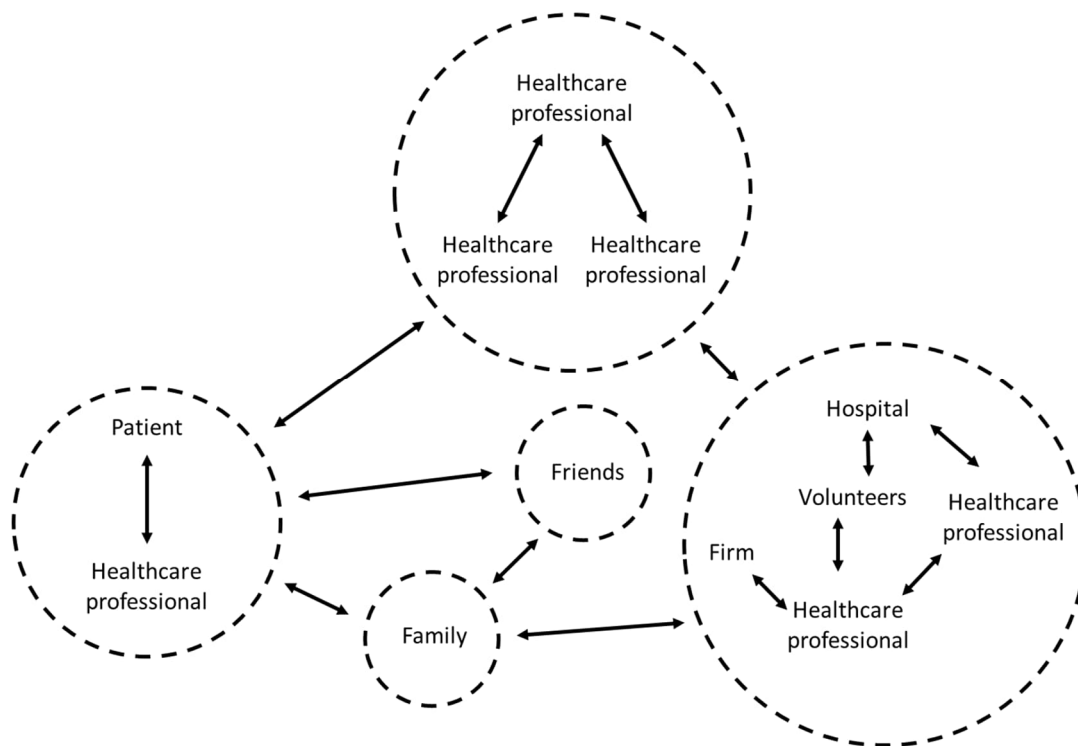 Healthcare
professional
Healthcare
professional
Healthcare
professional
Patient
Healthcare
professional
Friends
Family
Hospital
Volunteers
Healthcare
professional
Firm
Healthcare
professional